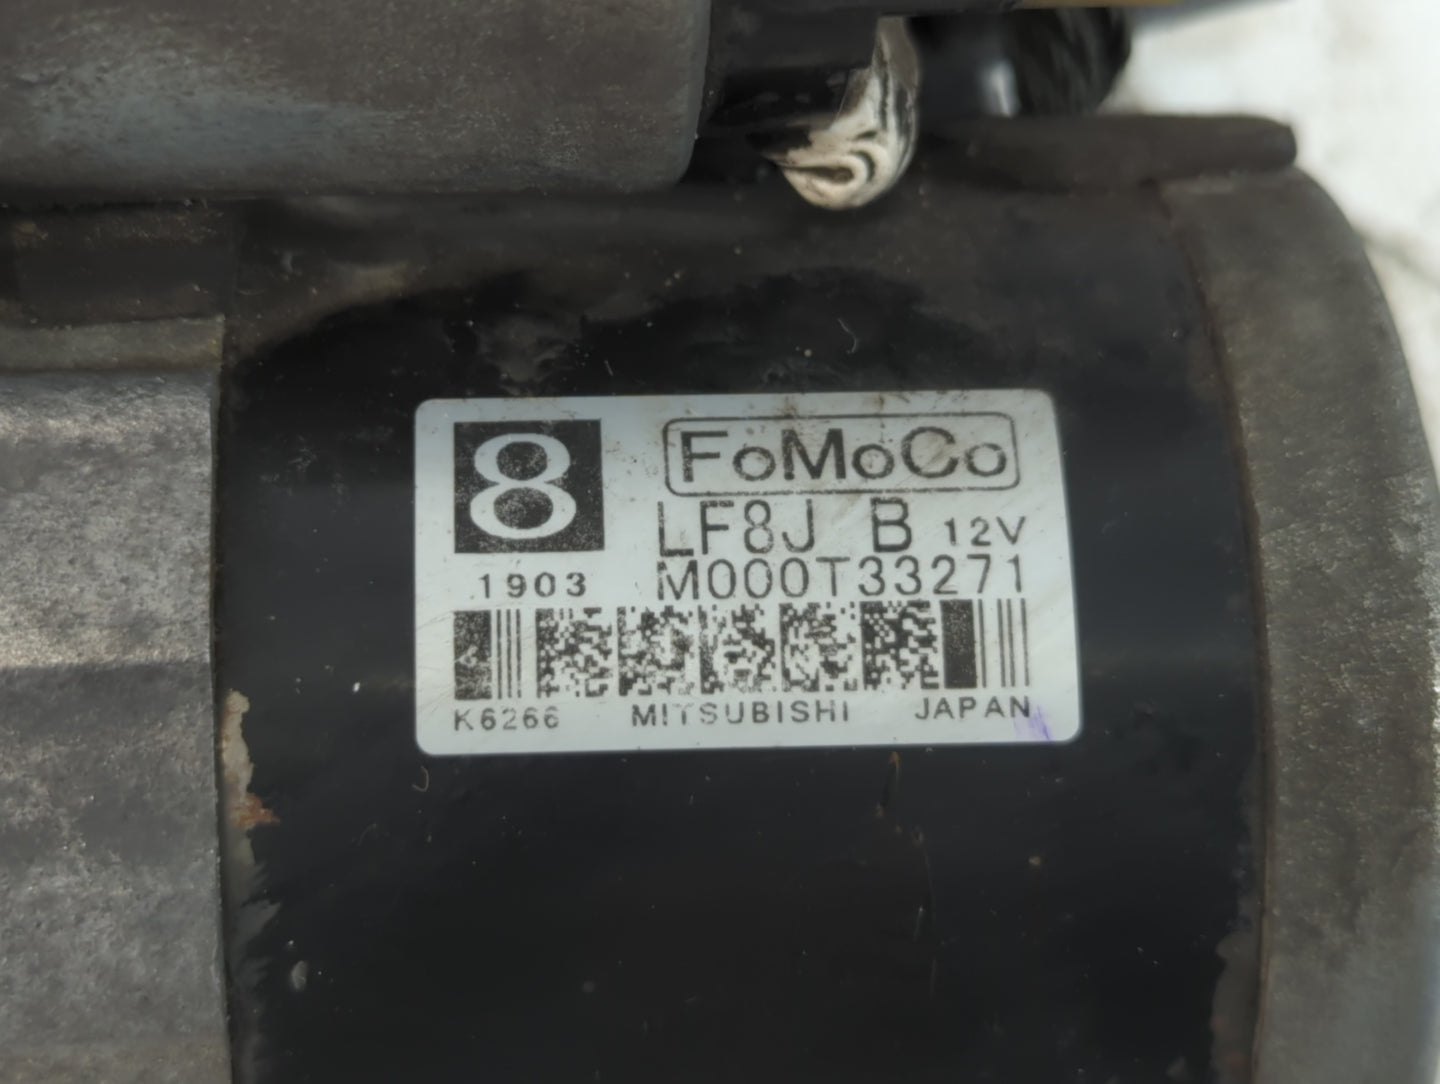 8
FoMoCo
LF8J B 12V
1903 M000T33271
K6266 MITSUBISHI JAPAN